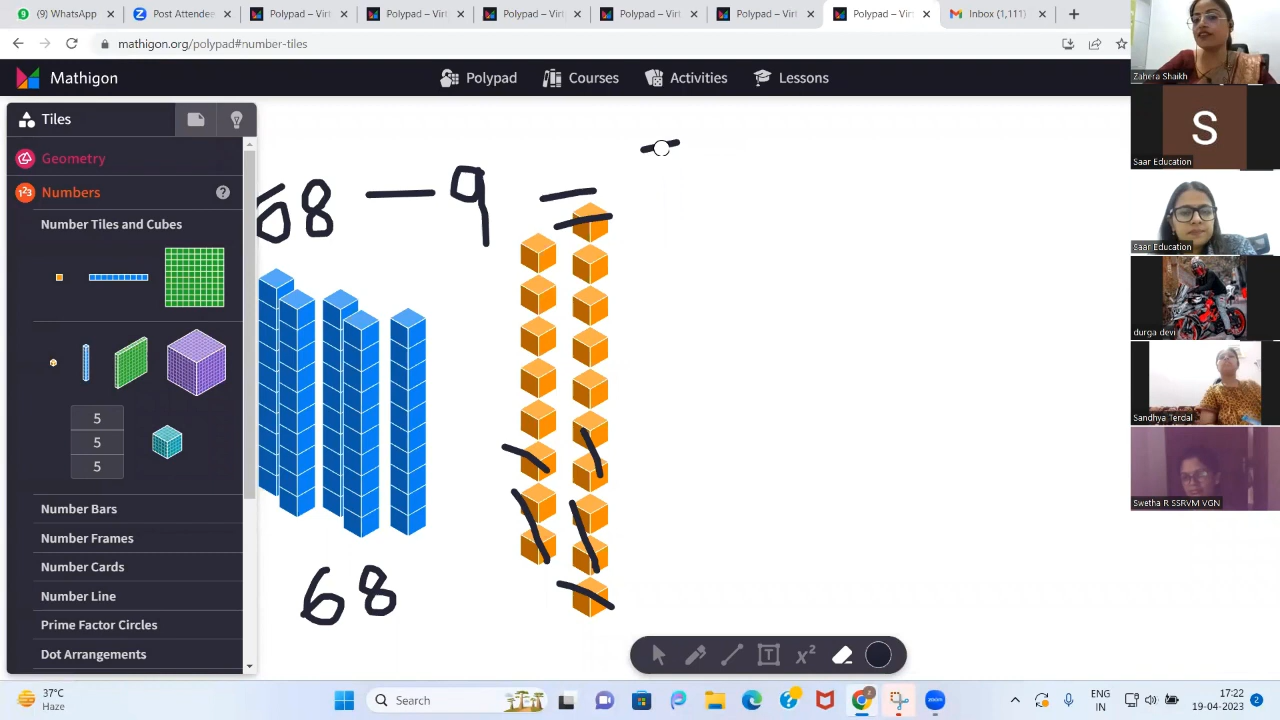 (9) WhatsApp
Post Attende
Polypad – Virt
Polypad – Virt
Polypad – Virt
Polypad – Virt
Polypad – Virt
Polypad – Virt
Inbox (1,111)
mathigon.org/polypad#number-tiles
Mathigon
Polypad
Courses
Activities
Lessons
Zahera Shaikh
Tiles
Geometry
S
Saar Education
Numbers
?
68 — 9 =
Number Tiles and Cubes
Saar Education
durga devi
5
5
5
Sandhya Terdal
Number Bars
Swetha R SSRVM VGN
Number Frames
Number Cards
Number Line
68
Prime Factor Circles
Dot Arrangements
T
x²
37°C
Haze
Search
ENG
IN
17:22
19-04-2023
2